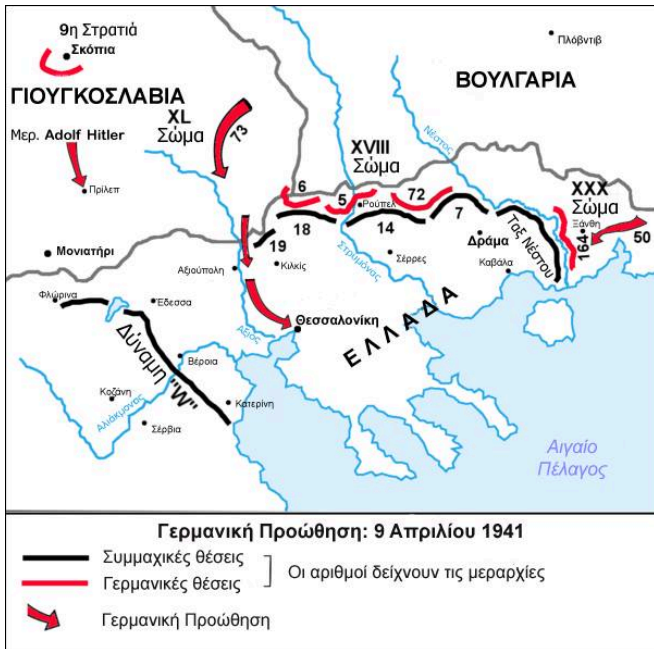 9η Στρατιά
Σκόπια
Πλόβντιβ
ΒΟΥΛΓΑΡΙΑ
ΓΙΟΥΓΚΟΣΛΑΒΙΑ
XL
Σώμα
73
Μερ. Adolf Hitler
Πρίλεπ
Νέστος
XVIII
Σώμα
XXX
Σώμα
6
5
Ρούπελ
72
Ξάνθη
50
164
18
14
7
Ταξ Νέστου
19
Μοναστήρι
Κιλκίς
Στρυμόνας
Σέρρες
Δράμα
Καβάλα
Αξιούπολη
Φλώρινα
Έδεσσα
Θεσσαλονίκη
ΕΛΛΑΔΑ
Αξιος
Δύναμη "W"
Βέροια
Κοζάνη
Αλιάκμονας
Κατερίνη
Σέρβια
Αιγαίο
Πέλαγος
Γερμανική Προώθηση: 9 Απριλίου 1941
Συμμαχικές θέσεις
Γερμανικές θέσεις
Οι αριθμοί δείχνουν τις μεραρχίες
Γερμανική Προώθηση